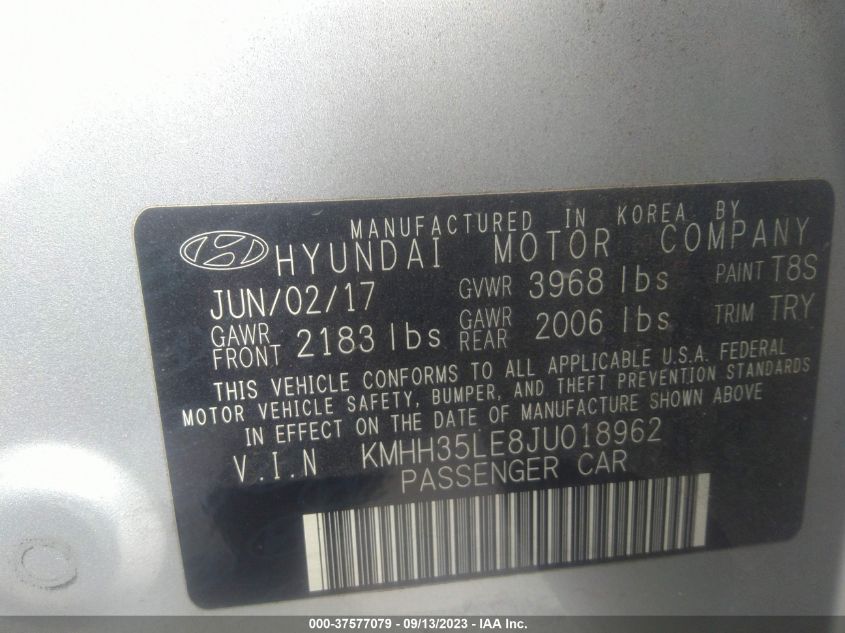 MANUFACTURED IN KOREA BY
HYUNDAI MOTOR COMPANY
JUN/02/17 GVWR 3968 lbs PAINT T8S
GAWR FRONT 2183 lbs GAWR REAR 2006 lbs TRIM TRY
THIS VEHICLE CONFORMS TO ALL APPLICABLE U.S.A. FEDERAL
MOTOR VEHICLE SAFETY, BUMPER, AND THEFT PREVENTION STANDARDS
IN EFFECT ON THE DATE OF MANUFACTURE SHOWN ABOVE
V.I.N KMHH35LE8JU018962
PASSENGER CAR
000-37577079 - 09/13/2023 - IAA Inc.